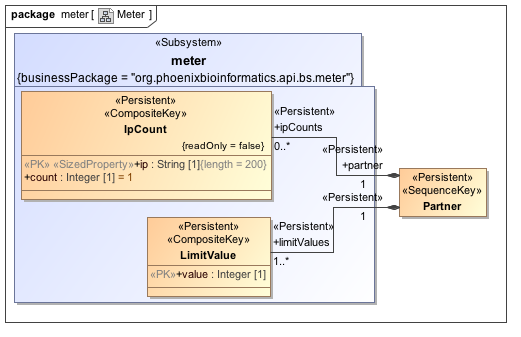 package meter [ Meter ]
«Subsystem»
meter
{businessPackage = "org.phoenixbioinformatics.api.bs.meter"}
«Persistent»
«CompositeKey»
IpCount
{readOnly = false}
«PK» «SizedProperty»+ip : String [1]{length = 200}
+count : Integer [1] = 1
«Persistent»
+ipCounts
0..*
«Persistent»
+partner
1
«Persistent»
«SequenceKey»
Partner
«Persistent»
1
«Persistent»
+limitValues
1..*
«Persistent»
«CompositeKey»
LimitValue
«PK»+value : Integer [1]